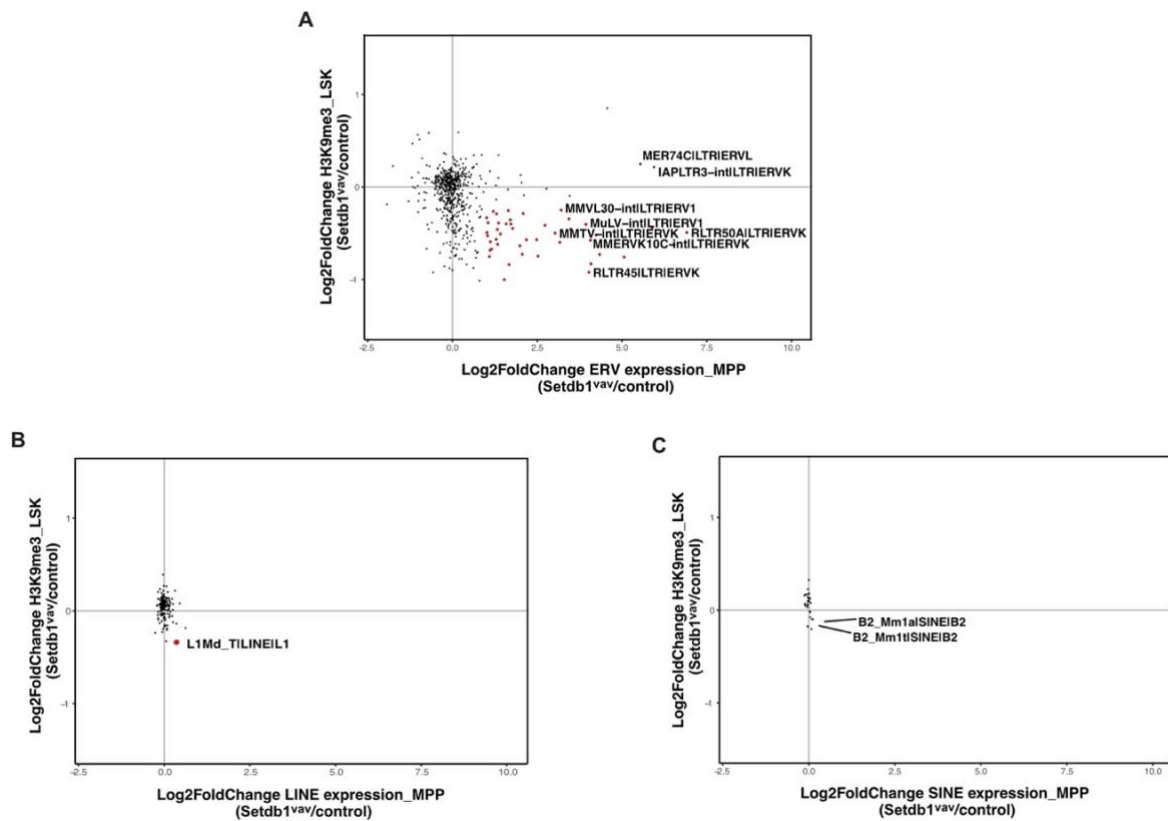 A
Log2FoldChange H3K9me3_LSK
(Setdb1vav/control)
1
0
-1
MER74C|LTR|ERVL
IAPLTR3-int|LTR|ERVK
MMVL30-int|LTR|ERV1
MuLV-int|LTR|ERV1
MMTV-int|LTR|ERVK
RLTR50A|LTR|ERVK
MMERVK10C-int|LTR|ERVK
RLTR45|LTR|ERVK
-2.5 0.0 2.5 5.0 7.5 10.0
Log2FoldChange ERV expression_MPP
(Setdb1vav/control)
B
Log2FoldChange H3K9me3_LSK
(Setdb1vav/control)
1
0
-1
L1Md_T|LINE|L1
-2.5 0.0 2.5 5.0 7.5 10.0
Log2FoldChange LINE expression_MPP
(Setdb1vav/control)
C
Log2FoldChange H3K9me3_LSK
(Setdb1vav/control)
1
0
-1
B2_Mm1a|SINE|B2
B2_Mm1t|SINE|B2
-2.5 0.0 2.5 5.0 7.5 10.0
Log2FoldChange SINE expression_MPP
(Setdb1vav/control)